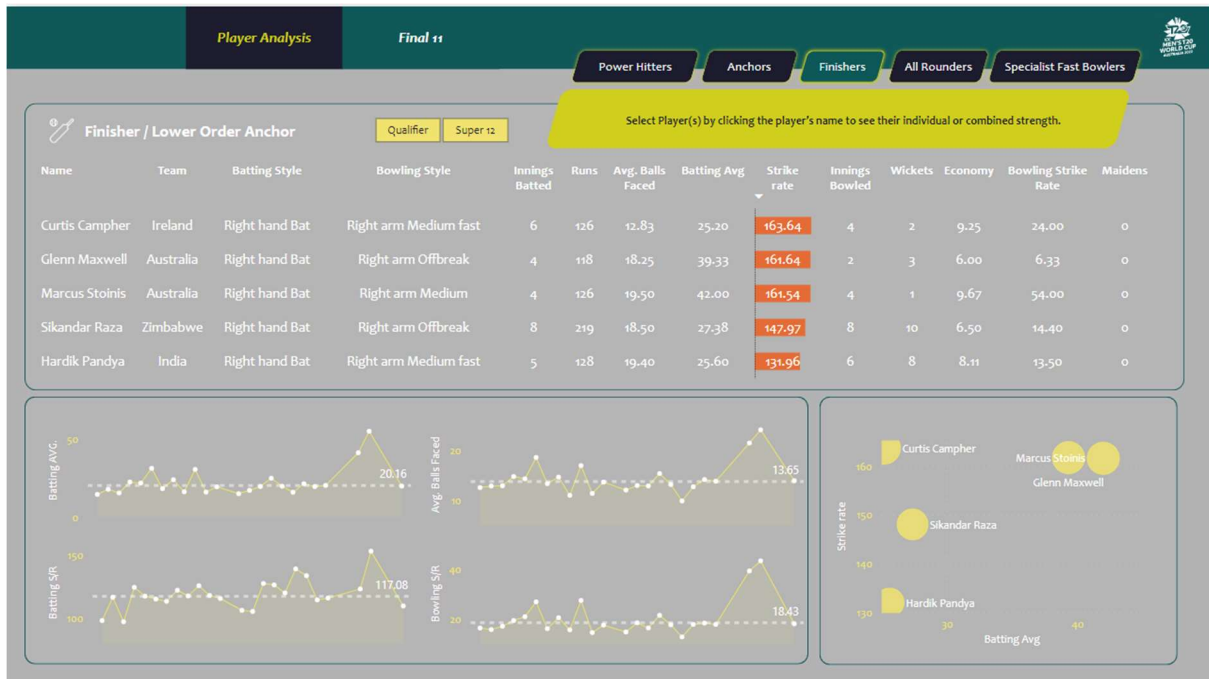 Player Analysis
Final 11
MEN'S T20
WORLD CUP
Power Hitters
Anchors
Finishers
All Rounders
Specialist Fast Bowlers
Select Player(s) by clicking the player's name to see their individual or combined strength.
Finisher / Lower Order Anchor
Qualifier
Super 12
Name Team Batting Style Bowling Style Innings Batted Runs Avg. Balls Faced Batting Avg Strike rate Innings Bowled Wickets Economy Bowling Strike Rate Maidens
Curtis Campher Ireland Right hand Bat Right arm Medium fast 6 126 12.83 25.20 163.64 4 2 9.25 24.00 0
Glenn Maxwell Australia Right hand Bat Right arm Offbreak 4 118 18.25 39.33 161.64 2 3 6.00 6.33 0
Marcus Stoinis Australia Right hand Bat Right arm Medium 4 126 19.50 42.00 161.54 4 1 9.67 54.00 0
Sikandar Raza Zimbabwe Right hand Bat Right arm Offbreak 8 219 18.50 27.38 147.97 8 10 6.50 14.40 0
Hardik Pandya India Right hand Bat Right arm Medium fast 5 128 19.40 25.60 131.96 6 8 8.11 13.50 0
Batting AVG.
50
0
20.16
Avg. Balls Faced
20
10
13.65
Batting S/R
150
100
117.08
Bowling S/R
40
20
18.43
Strike rate
160
150
140
130
Curtis Campher
Marcus Stoinis
Glenn Maxwell
Sikandar Raza
Hardik Pandya
30
40
Batting Avg